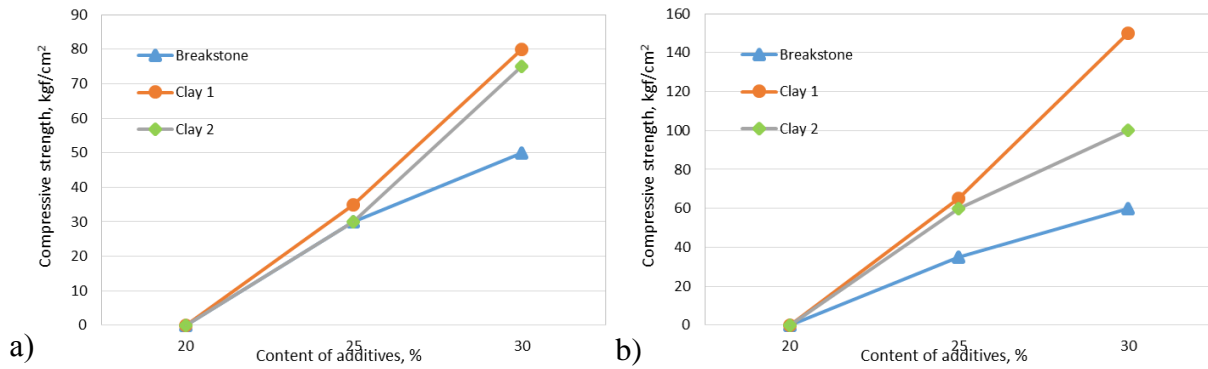 90
80
70
60
50
40
30
20
10
0
Compressive strength, kgf/cm²
Breakstone
Clay 1
Clay 2
20
25
30
Content of additives, %
a)
160
140
120
100
80
60
40
20
0
Compressive strength, kgf/cm²
Breakstone
Clay 1
Clay 2
20
25
30
Content of additives, %
b)